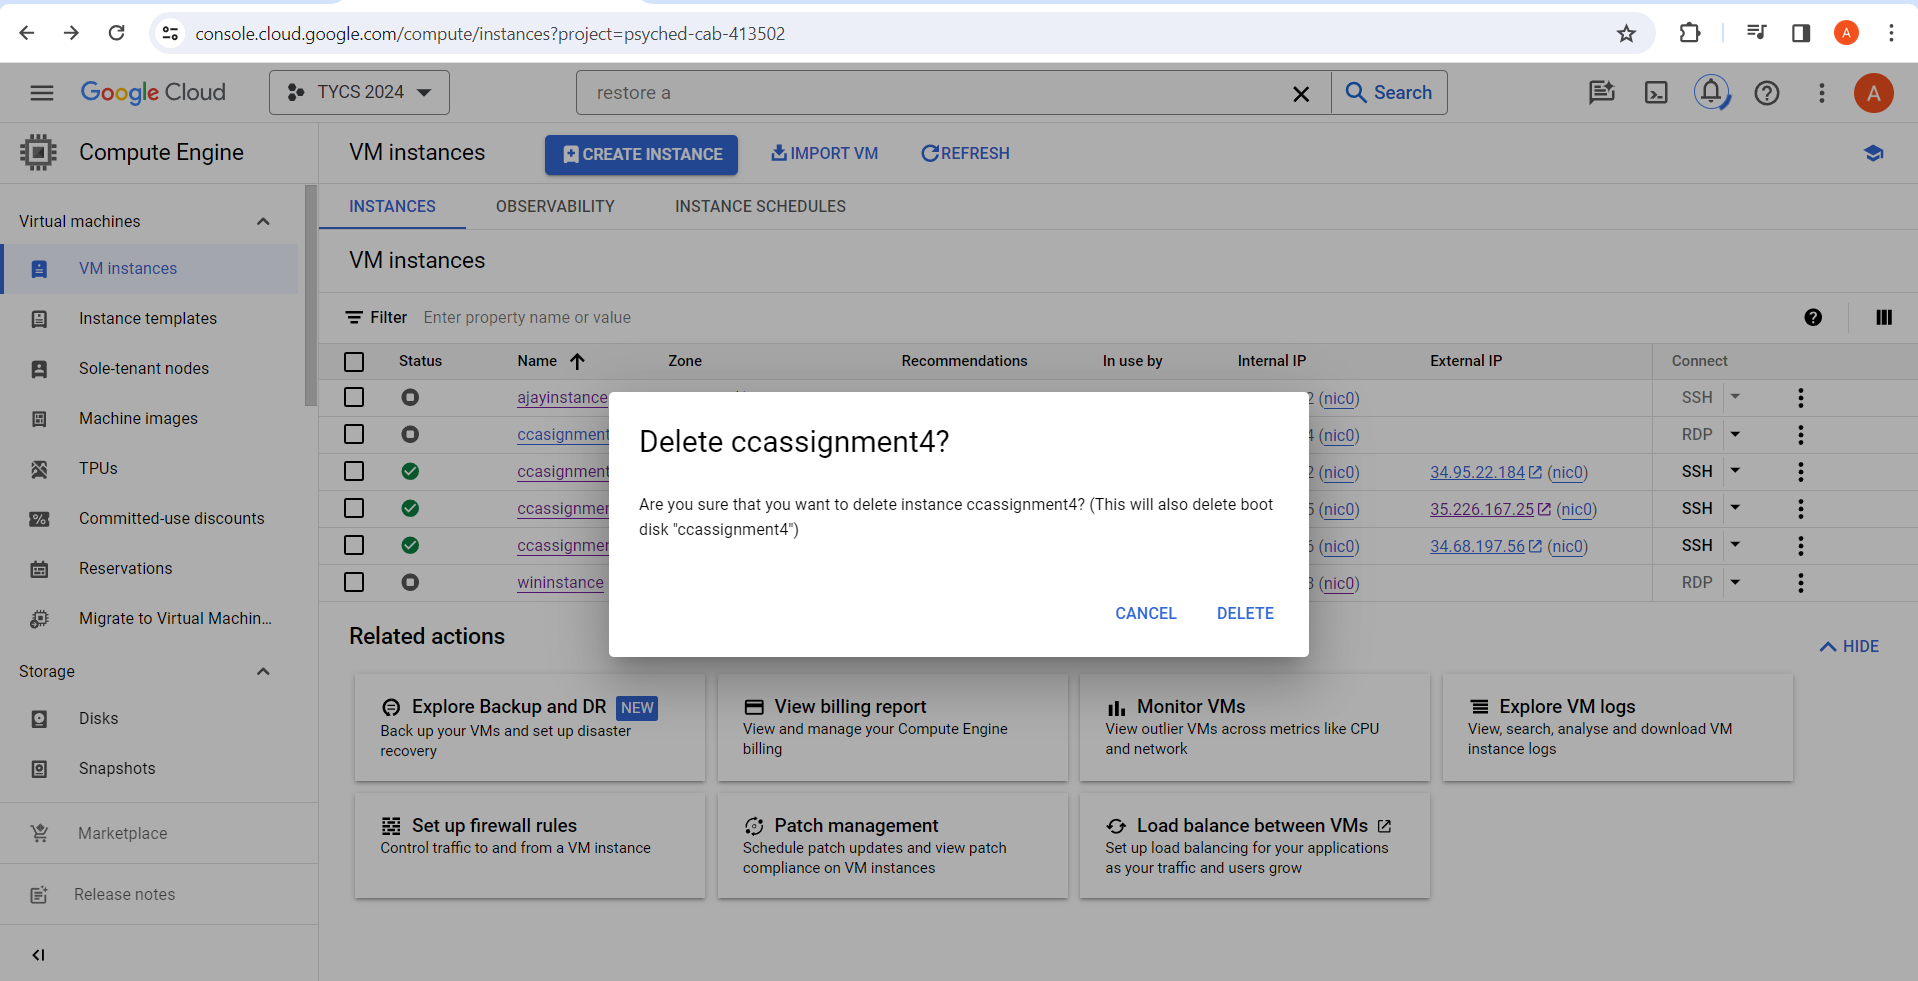 console.cloud.google.com/compute/instances?project=psyched-cab-413502
A
Google Cloud
TYCS 2024
restore a
Search
A
Compute Engine
VM instances
CREATE INSTANCE
IMPORT VM
REFRESH
Virtual machines
VM instances
Instance templates
Sole-tenant nodes
Machine images
TPUs
Committed-use discounts
Reservations
Migrate to Virtual Machin...
Storage
Disks
Snapshots
Marketplace
Release notes
INSTANCES
OBSERVABILITY
INSTANCE SCHEDULES
VM instances
Filter
Enter property name or value
Status Name Zone Recommendations In use by Internal IP External IP Connect
ajayinstance 2 (nic0) SSH
ccasignment 4 (nic0) RDP
ccasignment 2 (nic0) 34.95.22.184 (nic0) SSH
ccassignmer 5 (nic0) 35.226.167.25 (nic0) SSH
ccassignmer 6 (nic0) 34.68.197.56 (nic0) SSH
wininstance 3 (nic0) RDP
Delete ccassignment4?
Are you sure that you want to delete instance ccassignment4? (This will also delete boot
disk "ccassignment4")
CANCEL
DELETE
Related actions
HIDE
Explore Backup and DR NEW
Back up your VMs and set up disaster
recovery
View billing report
View and manage your Compute Engine
billing
Monitor VMs
View outlier VMs across metrics like CPU
and network
Explore VM logs
View, search, analyse and download VM
instance logs
Set up firewall rules
Control traffic to and from a VM instance
Patch management
Schedule patch updates and view patch
compliance on VM instances
Load balance between VMs
Set up load balancing for your applications
as your traffic and users grow